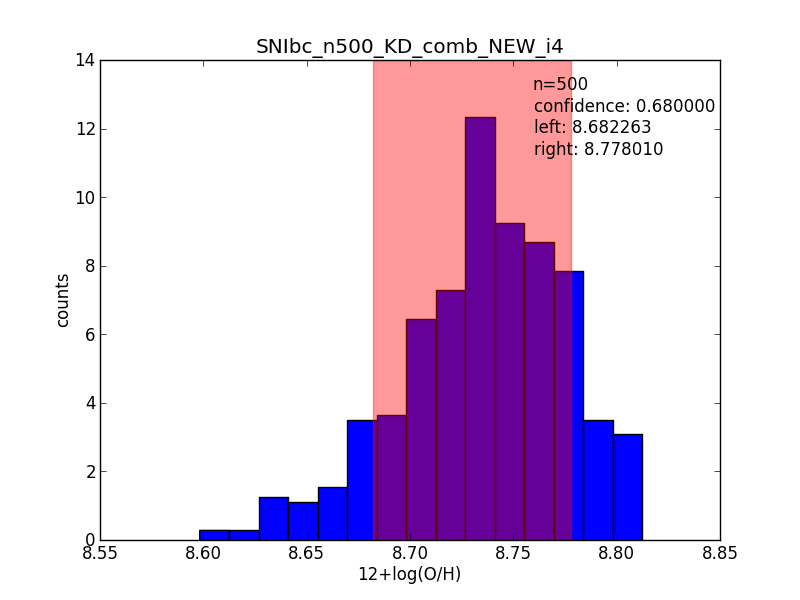 SNIbc_n500_KD_comb_NEW_i4
14
12
10
8
6
4
2
0
counts
n=500
confidence: 0.680000
left: 8.682263
right: 8.778010
8.55 8.60 8.65 8.70 8.75 8.80 8.85
12+log(O/H)